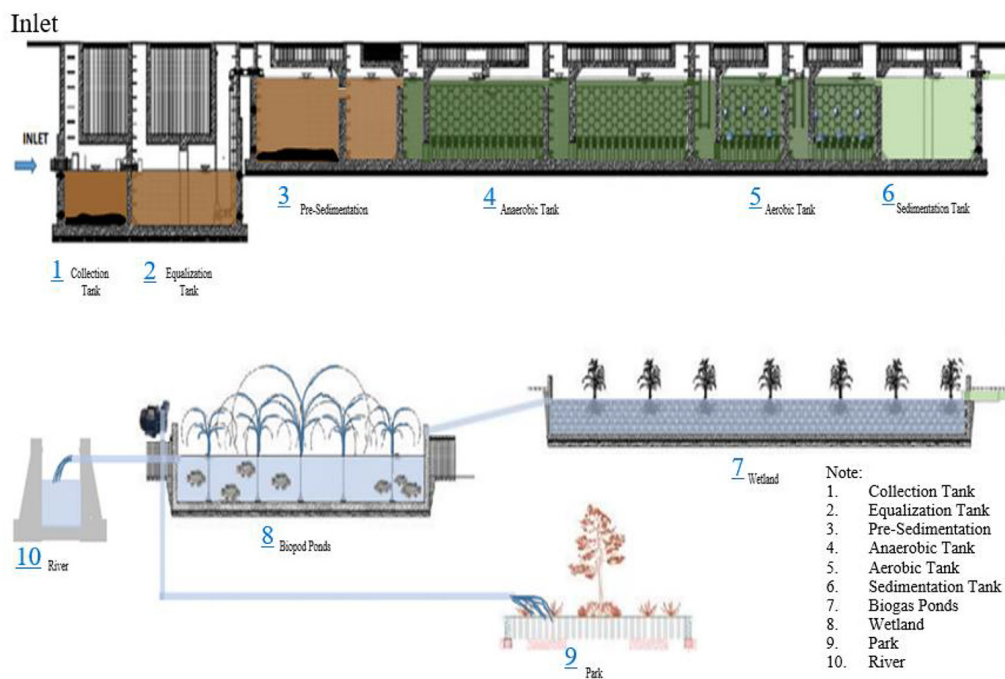 Inlet
INLET
3 Pre-Sedimentation
4 Anaerobic Tank
5 Aerobic Tank
6 Sedimentation Tank
1 Collection
Tank
2 Equalization
Tank
7 Wetland
8 Biopod Ponds
10 River
9 Park
Note:
1. Collection Tank
2. Equalization Tank
3. Pre-Sedimentation
4. Anaerobic Tank
5. Aerobic Tank
6. Sedimentation Tank
7. Biogas Ponds
8. Wetland
9. Park
10. River